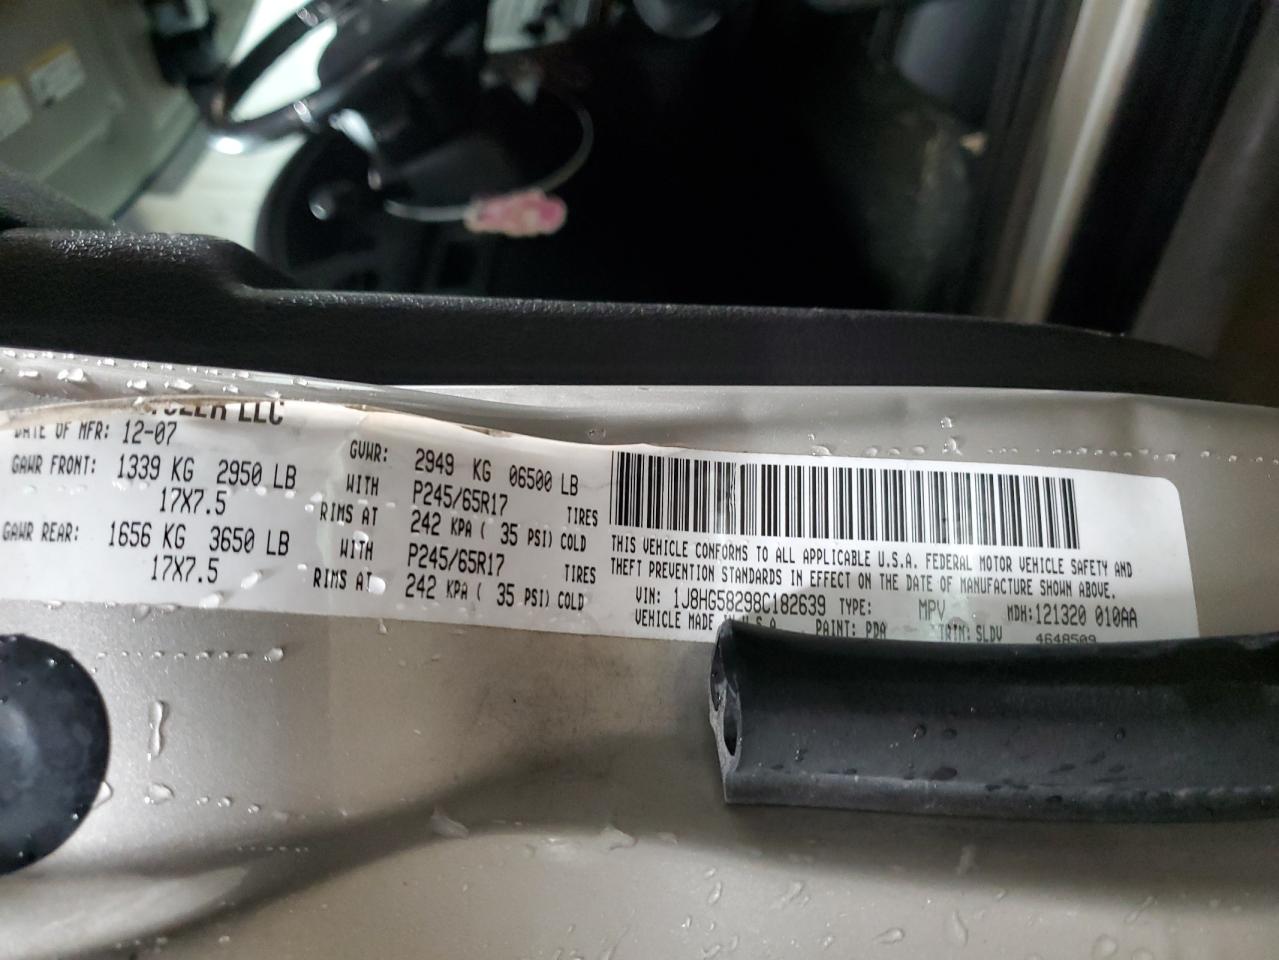 LLC
DATE OF MFR: 12-07
GAWR FRONT: 1339 KG 2950 LB
17X7.5
GAWR REAR: 1656 KG 3650 LB
17X7.5
GVWR: 2949 KG 06500 LB
WITH P245/65R17 TIRES
RIMS AT 242 KPA ( 35 PSI) COLD
WITH P245/65R17 TIRES
RIMS AT 242 KPA ( 35 PSI) COLD
THIS VEHICLE CONFORMS TO ALL APPLICABLE U.S.A. FEDERAL MOTOR VEHICLE SAFETY AND
THEFT PREVENTION STANDARDS IN EFFECT ON THE DATE OF MANUFACTURE SHOWN ABOVE.
VIN: 1J8HG58298C182639 TYPE: MPV MDH: 121320 010AA
VEHICLE MADE IN U.S.A. PAINT: TRIM: SLDV 4648509